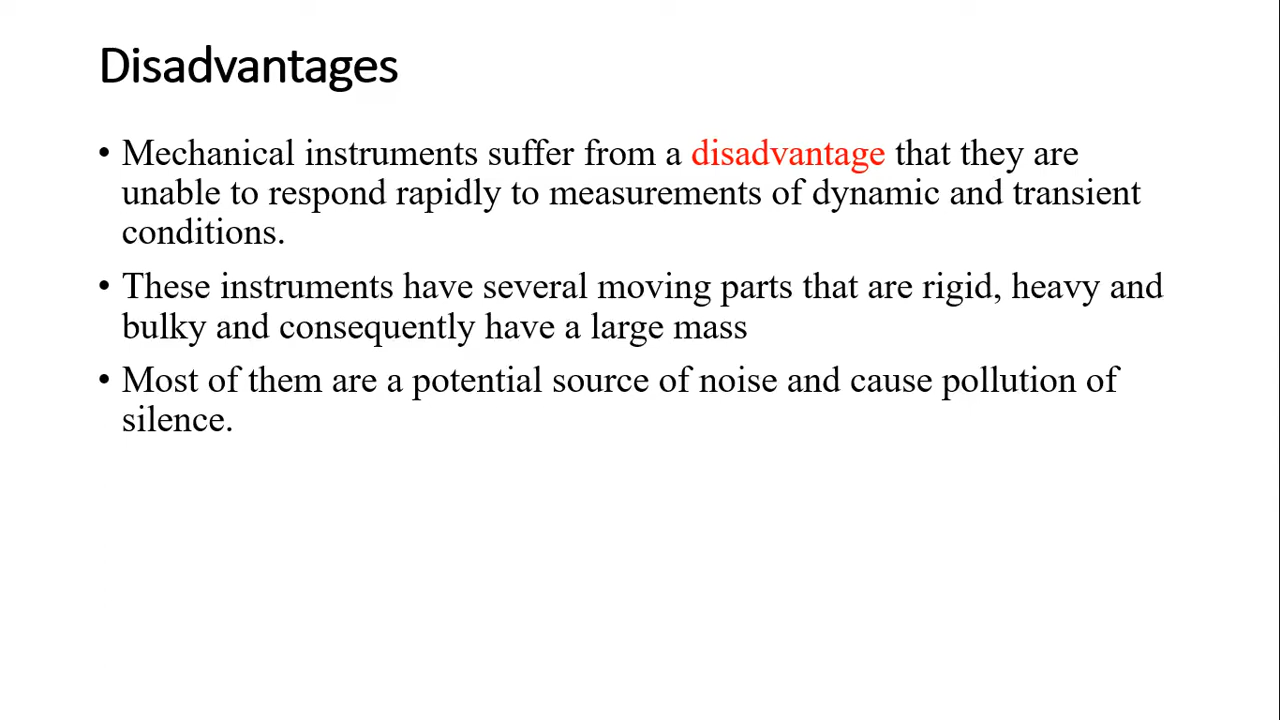 Disadvantages
• Mechanical instruments suffer from a disadvantage that they are
unable to respond rapidly to measurements of dynamic and transient
conditions.
• These instruments have several moving parts that are rigid, heavy and
bulky and consequently have a large mass
• Most of them are a potential source of noise and cause pollution of
silence.